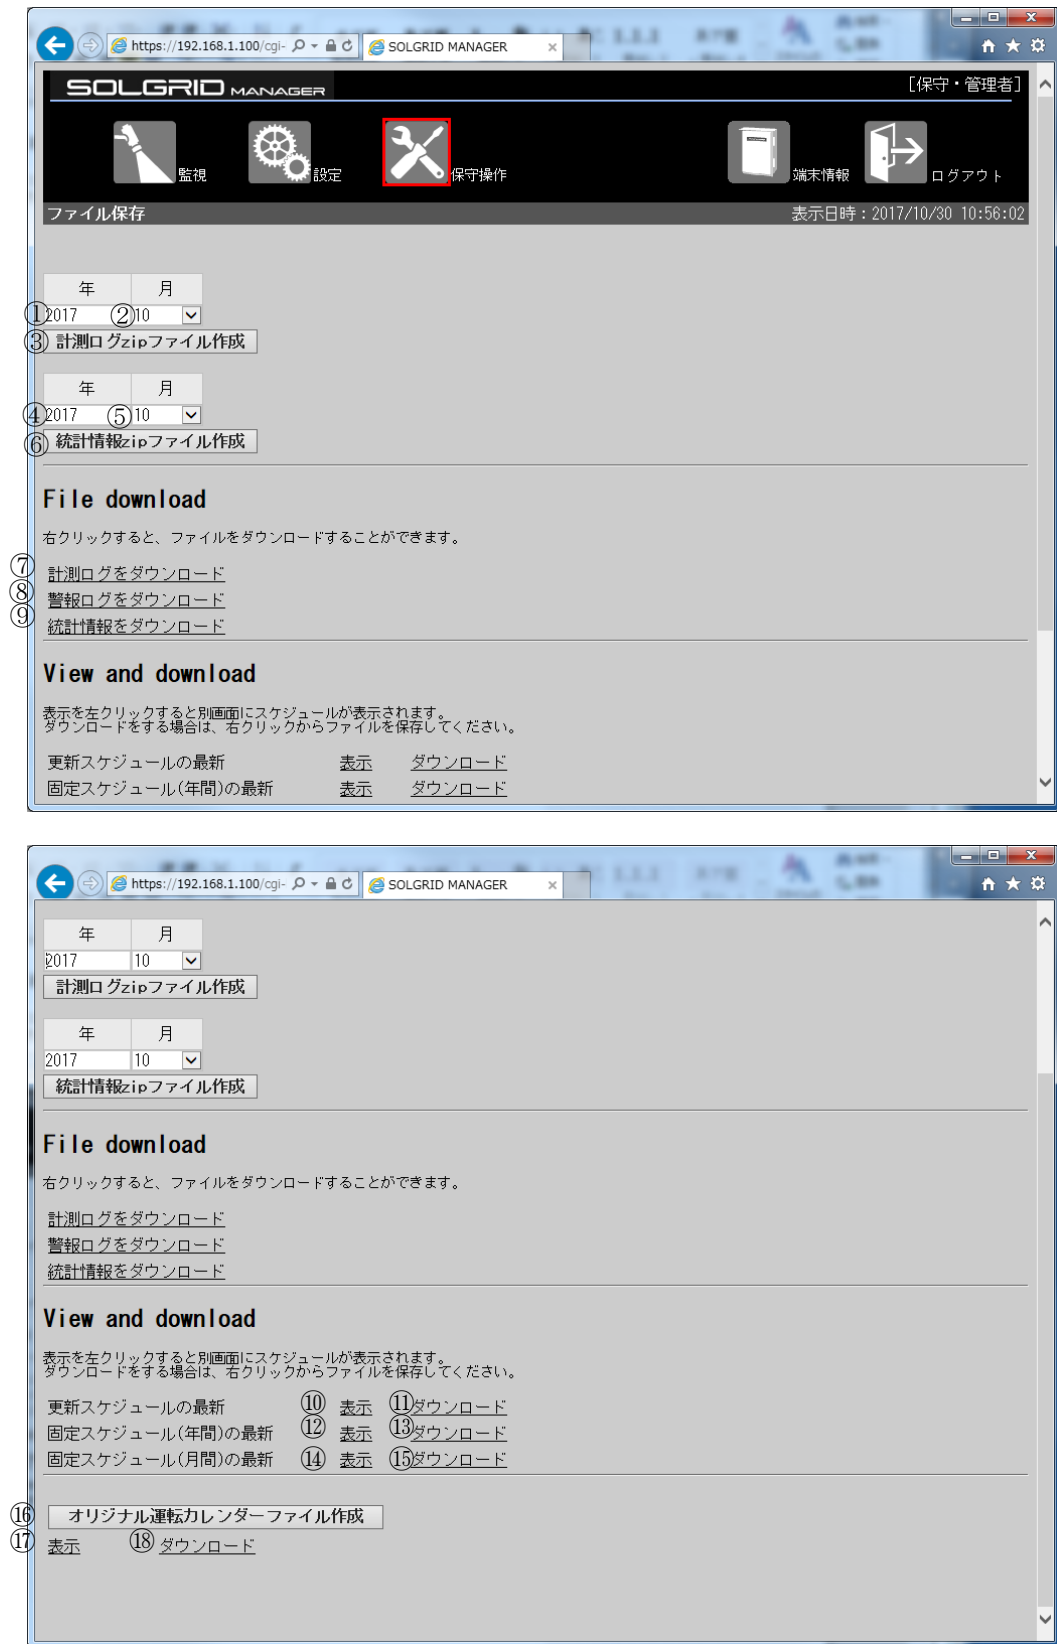 https://192.168.1.100/cgi- SOLGRID MANAGER
SOLGRID MANAGER [保守・管理者]
監視 設定 保守操作 端末情報 ログアウト
ファイル保存 表示日時：2017/10/30 10:56:02
年 月
①2017 ②10
③ 計測ログzipファイル作成
年 月
④2017 ⑤10
⑥ 統計情報zipファイル作成
File download
右クリックすると、ファイルをダウンロードすることができます。
⑦ 計測ログをダウンロード
⑧ 警報ログをダウンロード
⑨ 統計情報をダウンロード
View and download
表示を左クリックすると別画面にスケジュールが表示されます。
ダウンロードをする場合は、右クリックからファイルを保存してください。
更新スケジュールの最新 表示 ダウンロード
固定スケジュール(年間)の最新 表示 ダウンロード
https://192.168.1.100/cgi- SOLGRID MANAGER
年 月
2017 10
計測ログzipファイル作成
年 月
2017 10
統計情報zipファイル作成
File download
右クリックすると、ファイルをダウンロードすることができます。
計測ログをダウンロード
警報ログをダウンロード
統計情報をダウンロード
View and download
表示を左クリックすると別画面にスケジュールが表示されます。
ダウンロードをする場合は、右クリックからファイルを保存してください。
更新スケジュールの最新 ⑩ 表示 ⑪ダウンロード
固定スケジュール(年間)の最新 ⑫ 表示 ⑬ダウンロード
固定スケジュール(月間)の最新 ⑭ 表示 ⑮ダウンロード
⑯ オリジナル運転カレンダーファイル作成
⑰ 表示 ⑱ ダウンロード